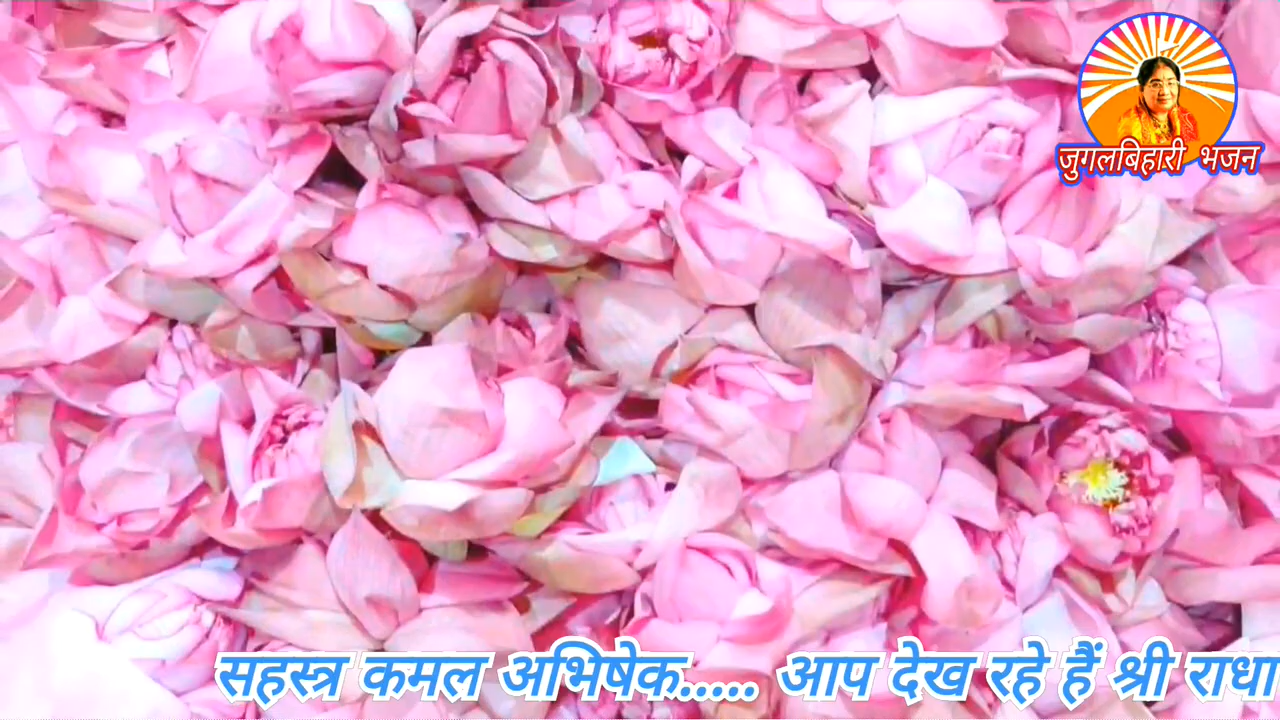 जुगलबिहारी भजन
सहस्त्र कमल अभिषेक..... आप देख रहे हैं श्री राधा